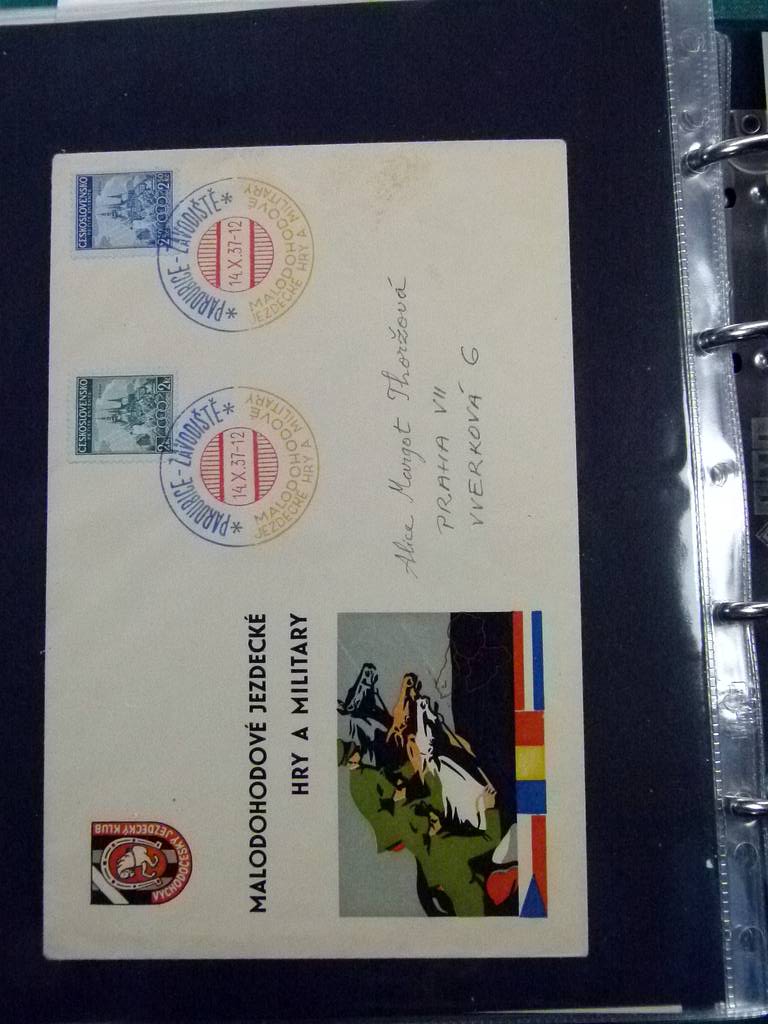 ČESKOSLOVENSKO
ČESKOSLOVENSKO
* PARDUBICE - ZÁVODIŠTĚ *
14.X.37-12
MALODOHODOVÉ
JEZDECKÉ HRY A MILITARY
* PARDUBICE - ZÁVODIŠTĚ *
14.X.37-12
MALODOHODOVÉ
JEZDECKÉ HRY A MILITARY
VÝCHODOČESKÝ JEZDECKÝ KLUB
MALODOHODOVÉ JEZDECKÉ
HRY A MILITARY
Alice Margot Thoržová
PRAHA VII
VVERKOVÁ 6